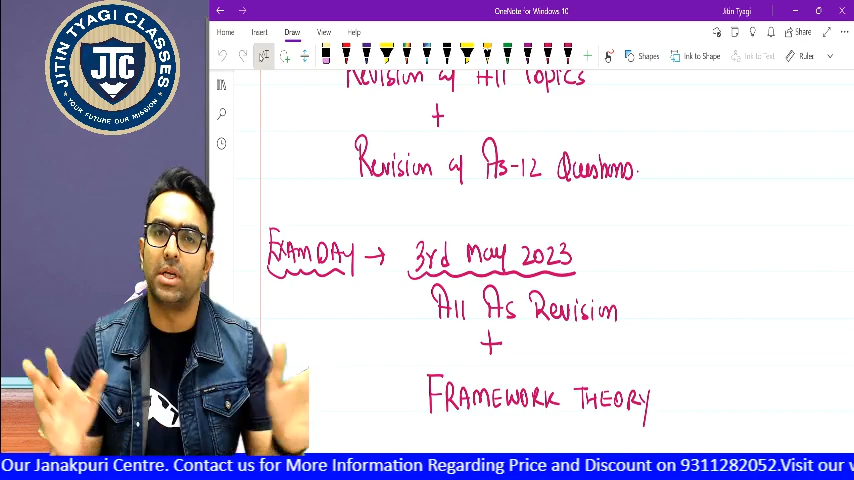 OneNote for Windows 10
Jitin Tyagi
Home Insert Draw View Help
Share
Shapes Ink to Shape Ink to Text Ruler
JITIN TYAGI CLASSES
JTC
YOUR FUTURE OUR MISSION
Revision of All Topics
+
Revision of As-12 Questions.
EXAM DAY → 3rd May 2023
All As Revision
+
FRAMEWORK THEORY
Our Janakpuri Centre. Contact us for More Information Regarding Price and Discount on 9311282052.Visit our v